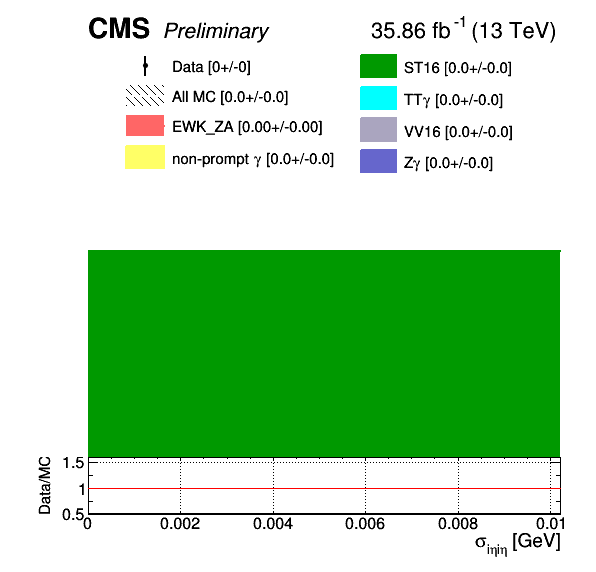 CMS Preliminary 35.86 fb⁻¹ (13 TeV)
Data [0+/-0]
All MC [0.0+/-0.0]
EWK_ZA [0.00+/-0.00]
non-prompt γ [0.0+/-0.0]
ST16 [0.0+/-0.0]
TTγ [0.0+/-0.0]
VV16 [0.0+/-0.0]
Zγ [0.0+/-0.0]
Data/MC
1.5
1
0.5
0 0.002 0.004 0.006 0.008 0.01
σiηiη [GeV]